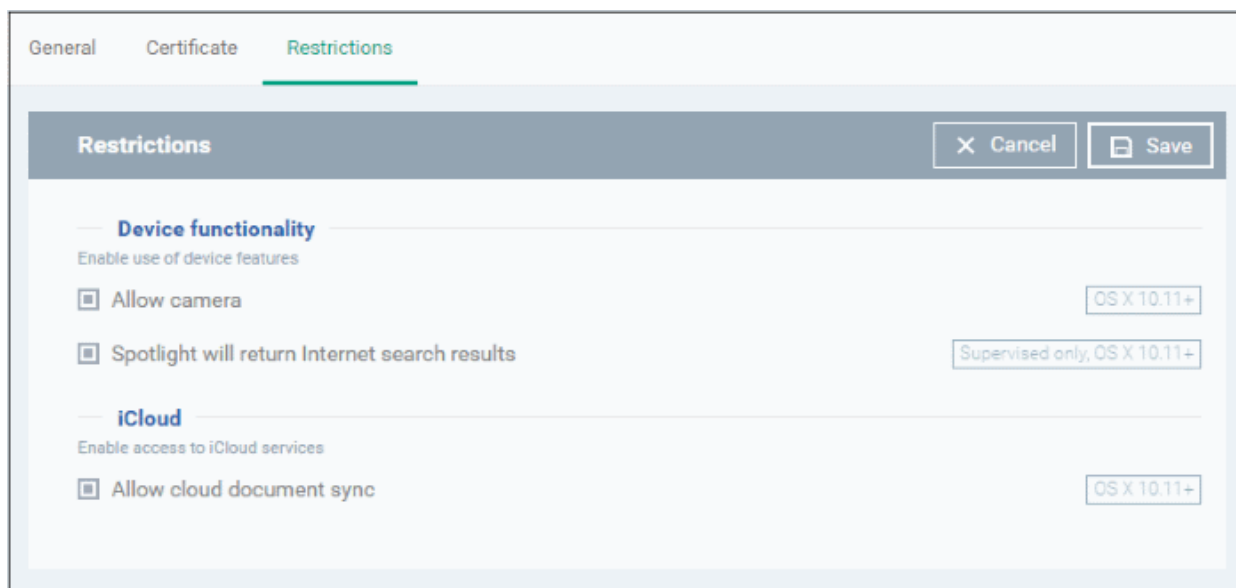 General Certificate Restrictions
Restrictions Cancel Save
Device functionality
Enable use of device features
Allow camera OS X 10.11+
Spotlight will return Internet search results Supervised only, OS X 10.11+
iCloud
Enable access to iCloud services
Allow cloud document sync OS X 10.11+